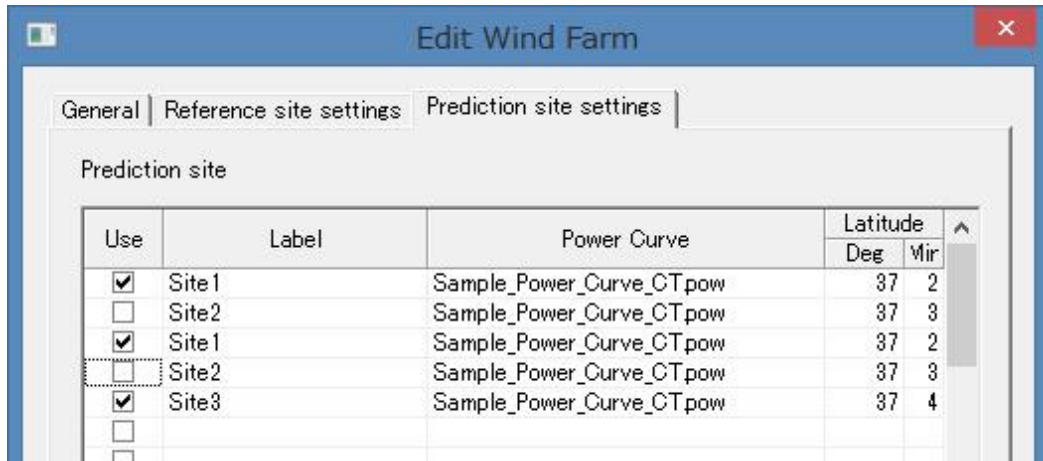 Edit Wind Farm
General Reference site settings Prediction site settings
Prediction site
Use Label Power Curve Latitude
Deg Min
Site1 Sample_Power_Curve_CT.pow 37 2
Site2 Sample_Power_Curve_CT.pow 37 3
Site1 Sample_Power_Curve_CT.pow 37 2
Site2 Sample_Power_Curve_CT.pow 37 3
Site3 Sample_Power_Curve_CT.pow 37 4